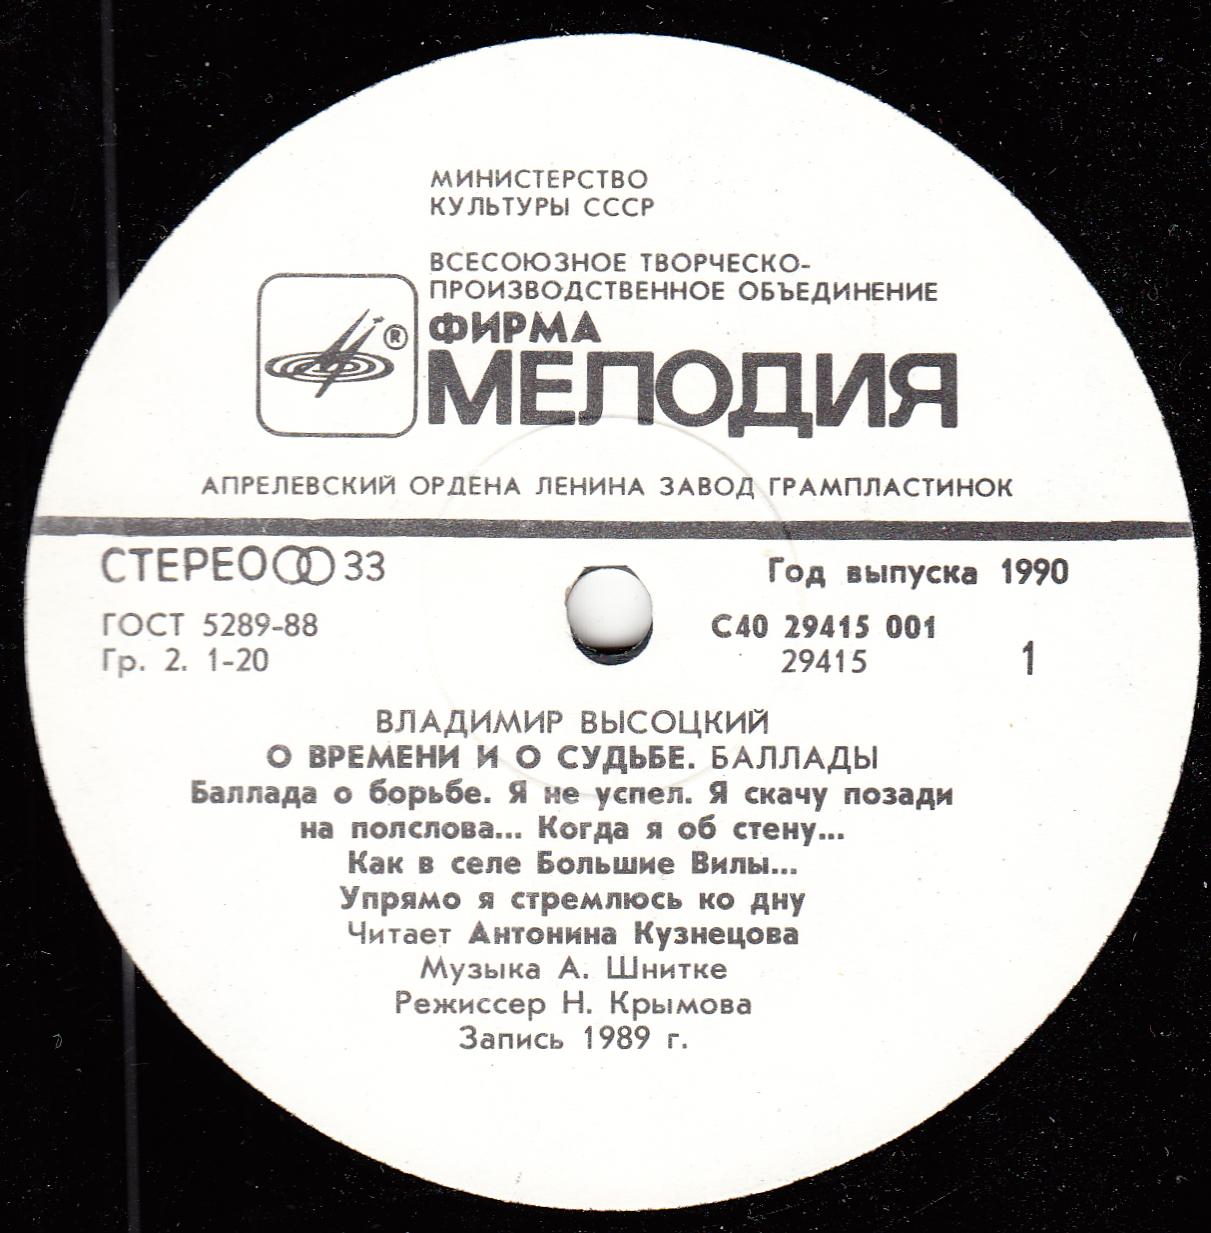 МИНИСТЕРСТВО
КУЛЬТУРЫ СССР
ВСЕСОЮЗНОЕ ТВОРЧЕСКО-
ПРОИЗВОДСТВЕННОЕ ОБЪЕДИНЕНИЕ
ФИРМА
®
МЕЛОДИЯ
АПРЕЛЕВСКИЙ ОРДЕНА ЛЕНИНА ЗАВОД ГРАМПЛАСТИНОК
СТЕРЕО 33
Год выпуска 1990
ГОСТ 5289-88
С40 29415 001
Гр. 2. 1-20
29415
1
ВЛАДИМИР ВЫСОЦКИЙ
О ВРЕМЕНИ И О СУДЬБЕ. БАЛЛАДЫ
Баллада о борьбе. Я не успел. Я скачу позади
на полслова... Когда я об стену...
Как в селе Большие Вилы...
Упрямо я стремлюсь ко дну
Читает Антонина Кузнецова
Музыка А. Шнитке
Режиссер Н. Крымова
Запись 1989 г.